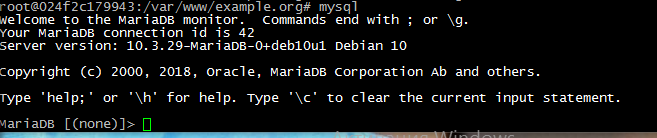 root@024f2c179943:/var/www/example.org# mysql
Welcome to the MariaDB monitor.  Commands end with ; or \g.
Your MariaDB connection id is 42
Server version: 10.3.29-MariaDB-0+deb10u1 Debian 10

Copyright (c) 2000, 2018, Oracle, MariaDB Corporation Ab and others.

Type 'help;' or '\h' for help. Type '\c' to clear the current input statement.

MariaDB [(none)]>